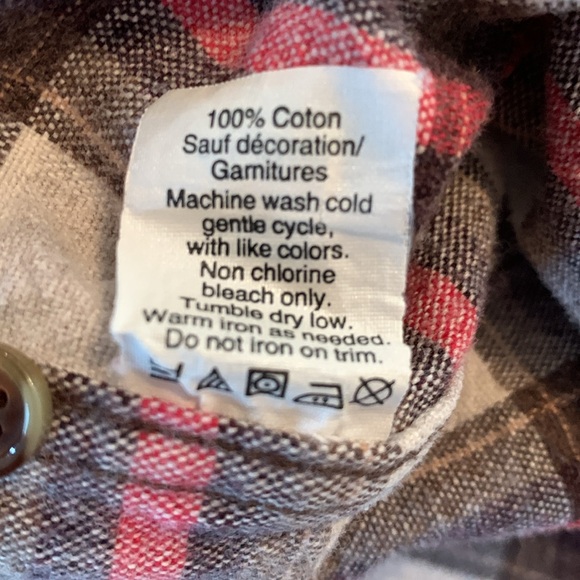 100% Coton
Sauf décoration/
Garnitures
Machine wash cold
gentle cycle,
with like colors.
Non chlorine
bleach only.
Tumble dry low.
Warm iron as needed.
Do not iron on trim.